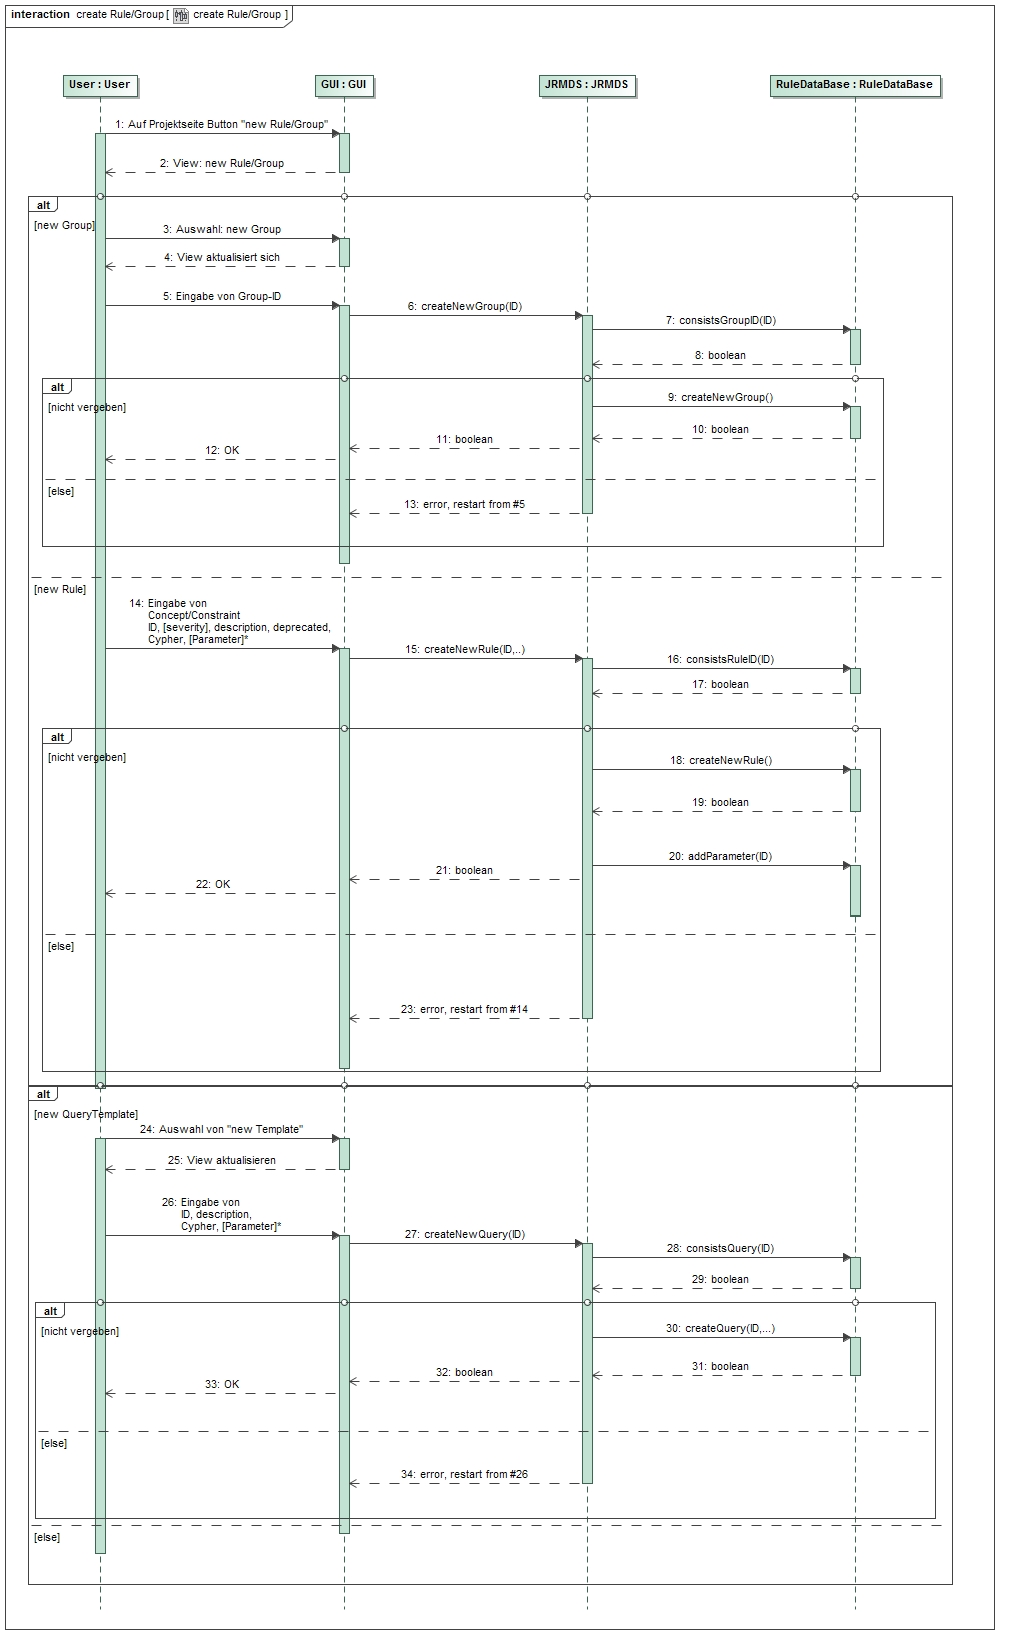 interaction create Rule/Group [ create Rule/Group ]
User : User
GUI : GUI
JRMDS : JRMDS
RuleDataBase : RuleDataBase
1: Auf Projektseite Button "new Rule/Group"
2: View: new Rule/Group
alt
[new Group]
3: Auswahl: new Group
4: View aktualisiert sich
5: Eingabe von Group-ID
6: createNewGroup(ID)
7: consistsGroupID(ID)
8: boolean
alt
[nicht vergeben]
9: createNewGroup()
10: boolean
11: boolean
12: OK
[else]
13: error, restart from #5
[new Rule]
14: Eingabe von
Concept/Constraint
ID, [severity], description, deprecated,
Cypher, [Parameter]*
15: createNewRule(ID,..)
16: consistsRuleID(ID)
17: boolean
alt
[nicht vergeben]
18: createNewRule()
19: boolean
20: addParameter(ID)
21: boolean
22: OK
[else]
23: error, restart from #14
alt
[new QueryTemplate]
24: Auswahl von "new Template"
25: View aktualisieren
26: Eingabe von
ID, description,
Cypher, [Parameter]*
27: createNewQuery(ID)
28: consistsQuery(ID)
29: boolean
alt
[nicht vergeben]
30: createQuery(ID,...)
31: boolean
32: boolean
33: OK
[else]
34: error, restart from #26
[else]